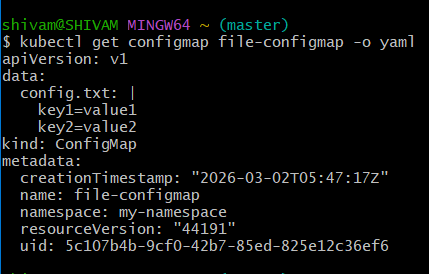 shivam@SHIVAM MINGW64 ~ (master)
$ kubectl get configmap file-configmap -o yaml
apiVersion: v1
data:
  config.txt: |
    key1=value1
    key2=value2
kind: ConfigMap
metadata:
  creationTimestamp: "2026-03-02T05:47:17Z"
  name: file-configmap
  namespace: my-namespace
  resourceVersion: "44191"
  uid: 5c107b4b-9cf0-42b7-85ed-825e12c36ef6